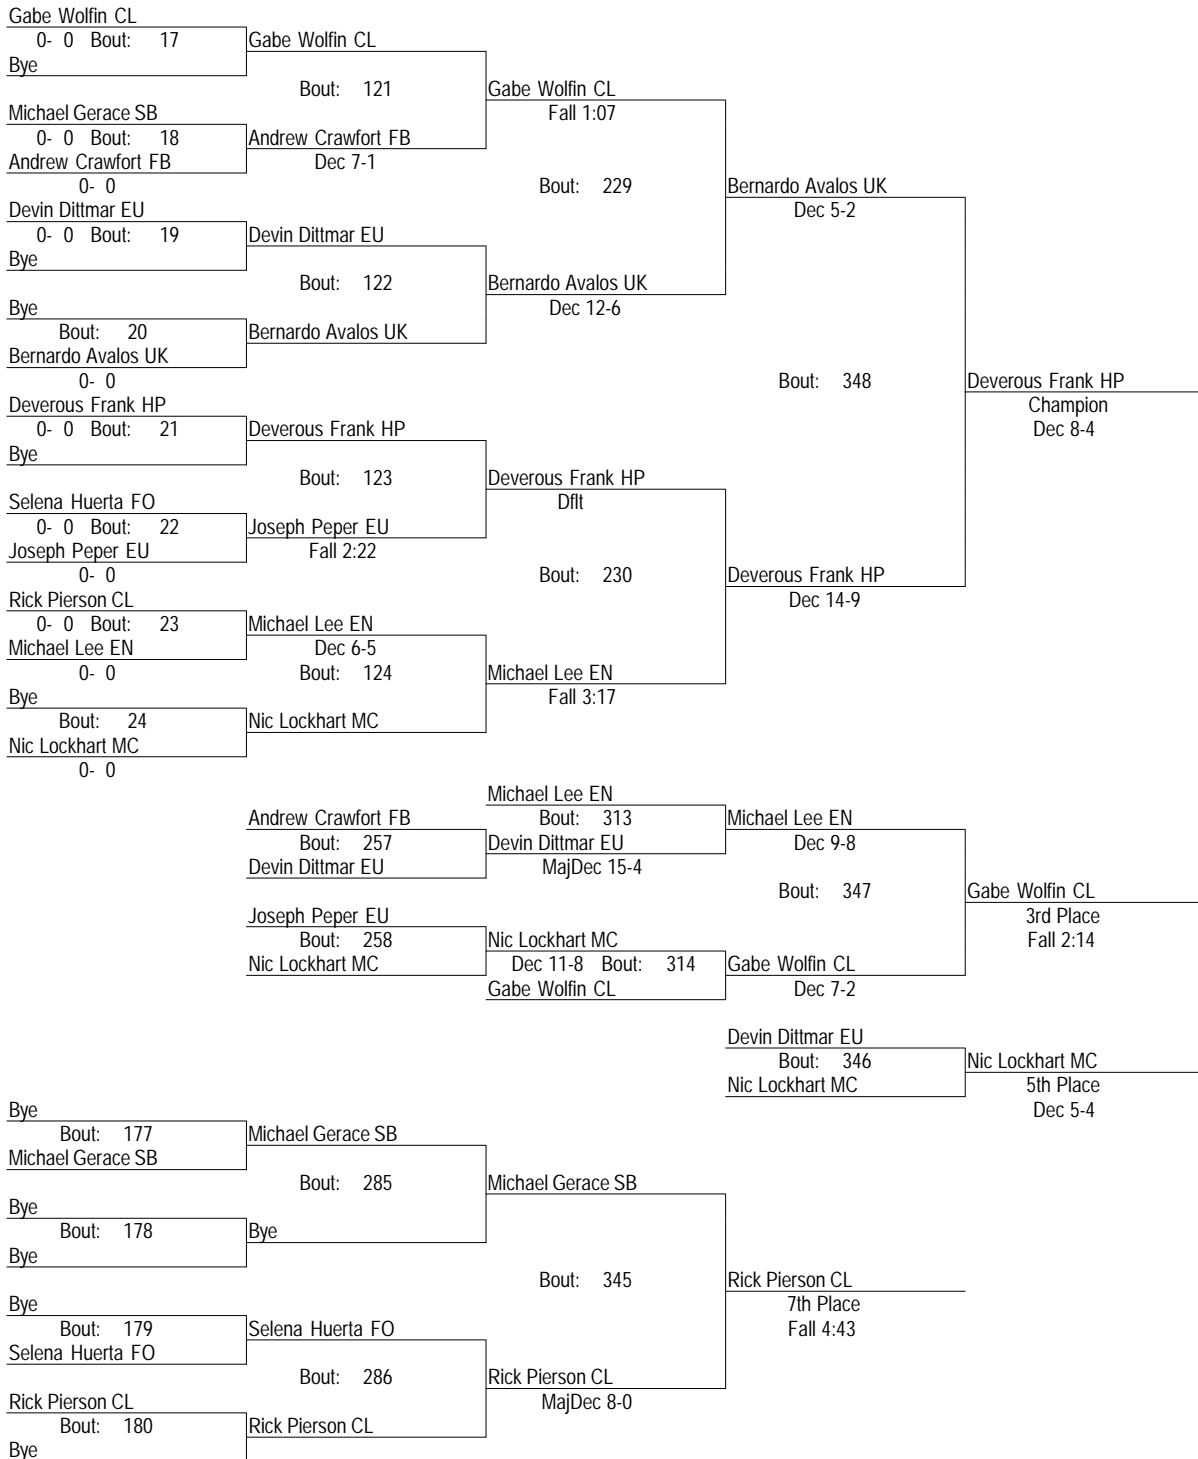 Gabe Wolfin CL
0- 0 Bout: 17
Gabe Wolfin CL
Bye
Bout: 121
Gabe Wolfin CL
Michael Gerace SB
Fall 1:07
0- 0 Bout: 18
Andrew Crawfort FB
Andrew Crawfort FB
Dec 7-1
0- 0
Bout: 229
Bernardo Avalos UK
Devin Dittmar EU
Dec 5-2
0- 0 Bout: 19
Devin Dittmar EU
Bye
Bout: 122
Bernardo Avalos UK
Bye
Dec 12-6
Bout: 20
Bernardo Avalos UK
Bernardo Avalos UK
0- 0
Bout: 348
Deverous Frank HP
Deverous Frank HP
Champion
0- 0 Bout: 21
Deverous Frank HP
Dec 8-4
Bye
Bout: 123
Deverous Frank HP
Selena Huerta FO
Dflt
0- 0 Bout: 22
Joseph Peper EU
Joseph Peper EU
Fall 2:22
0- 0
Bout: 230
Deverous Frank HP
Rick Pierson CL
Dec 14-9
0- 0 Bout: 23
Michael Lee EN
Michael Lee EN
Dec 6-5
0- 0
Bout: 124
Michael Lee EN
Bye
Fall 3:17
Bout: 24
Nic Lockhart MC
Nic Lockhart MC
0- 0
Michael Lee EN
Andrew Crawfort FB
Bout: 313
Michael Lee EN
Bout: 257
Devin Dittmar EU
Dec 9-8
Devin Dittmar EU
MajDec 15-4
Bout: 347
Gabe Wolfin CL
Joseph Peper EU
3rd Place
Bout: 258
Nic Lockhart MC
Fall 2:14
Nic Lockhart MC
Dec 11-8 Bout: 314
Gabe Wolfin CL
Gabe Wolfin CL
Dec 7-2
Devin Dittmar EU
Bout: 346
Nic Lockhart MC
Nic Lockhart MC
5th Place
Dec 5-4
Bye
Bout: 177
Michael Gerace SB
Michael Gerace SB
Bout: 285
Michael Gerace SB
Bye
Bout: 178
Bye
Bye
Bout: 345
Rick Pierson CL
Bye
7th Place
Bout: 179
Selena Huerta FO
Fall 4:43
Selena Huerta FO
Bout: 286
Rick Pierson CL
Rick Pierson CL
MajDec 8-0
Bout: 180
Rick Pierson CL
Bye